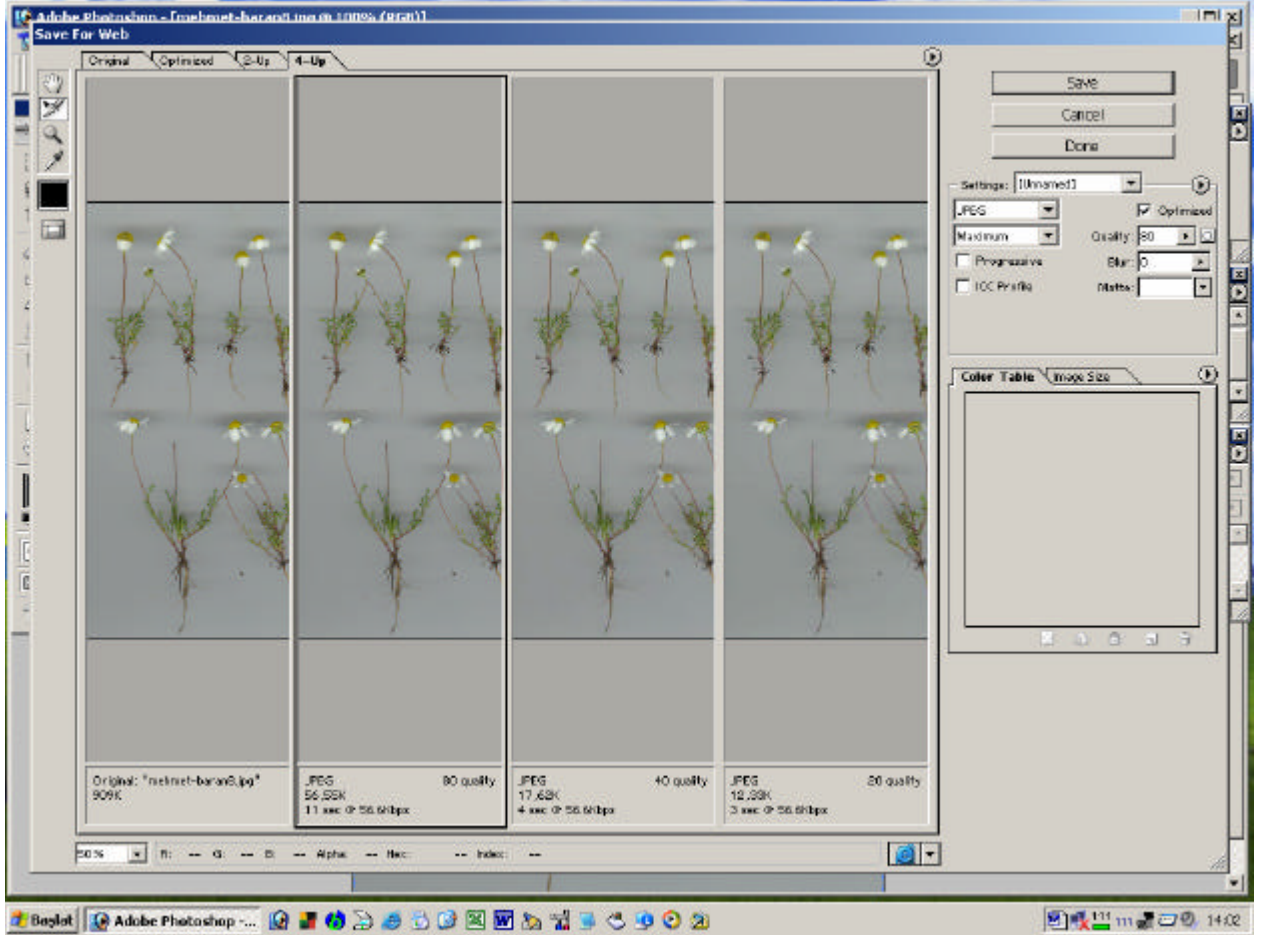 Adobe Photoshop - [mehmet-baran8.jpg @ 100% (RGB)]
Save For Web
Original Optimized 2-Up 4-Up
Save
Cancel
Done
Settings: [Unnamed]
JPEG Optimized
Maximum Quality: 80
Progressive Blur: 0
ICC Profile Matte:
Color Table Image Size
Original: "mehmet-baran8.jpg"
909K
JPEG 80 quality
56,55K
11 sec @ 56.6Kbps
JPEG 40 quality
17,62K
4 sec @ 56.6Kbps
JPEG 20 quality
12,33K
3 sec @ 56.6Kbps
50% R: -- G: -- B: -- Alpha: -- Hex: -- Index: --
Başlat Adobe Photoshop -... 14:02